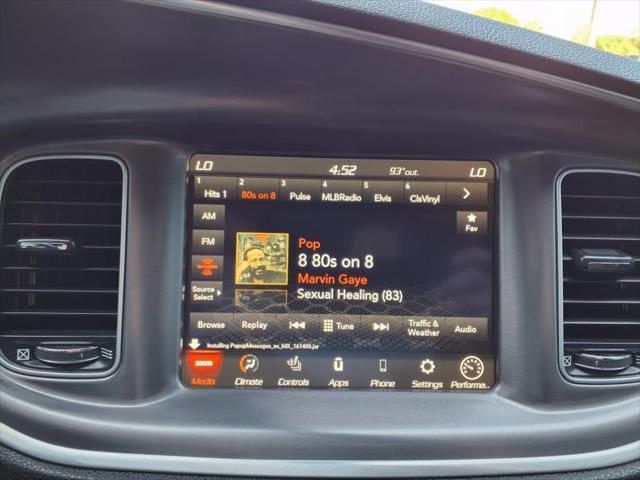 LO 4:52 93°out. LO
1 2 3 4 5 6
Hits 1 80s on 8 Pulse MLBRadio Elvis ClsVinyl
AM
FM
Source
Select
Fav
Pop
8 80s on 8
Marvin Gaye
Sexual Healing (83)
Browse Replay Tune Traffic & Weather Audio
Installing PopupMessages_es_MX_161400.jar
sxm
Media Climate Controls Apps Phone Settings Performa...